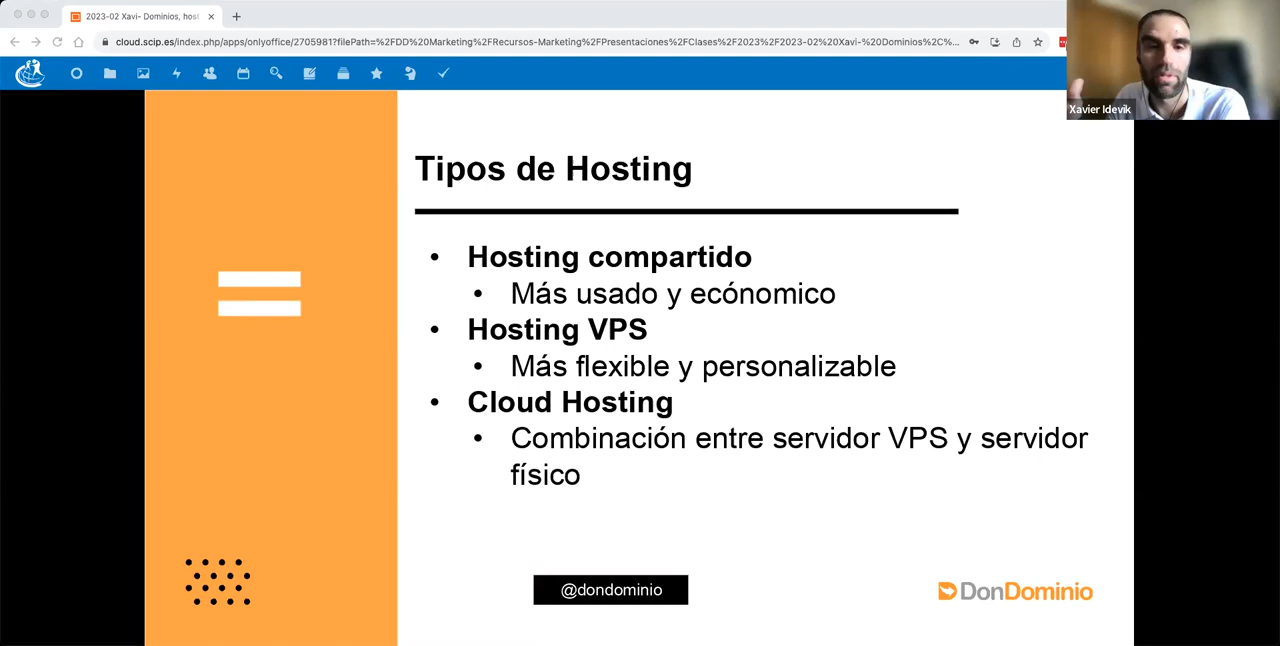 2023-02 Xavi- Dominios, host
cloud.scip.es/index.php/apps/onlyoffice/2705981?filePath=%2FDD%20Marketing%2FRecursos-Marketing%2FPresentaciones%2FClases%2F2023%2F2023-02%20Xavi-%20Dominios%2C%...
Xavier Idevik
Tipos de Hosting
• Hosting compartido
• Más usado y ecónomico
• Hosting VPS
• Más flexible y personalizable
• Cloud Hosting
• Combinación entre servidor VPS y servidor
físico
@dondominio
DonDominio